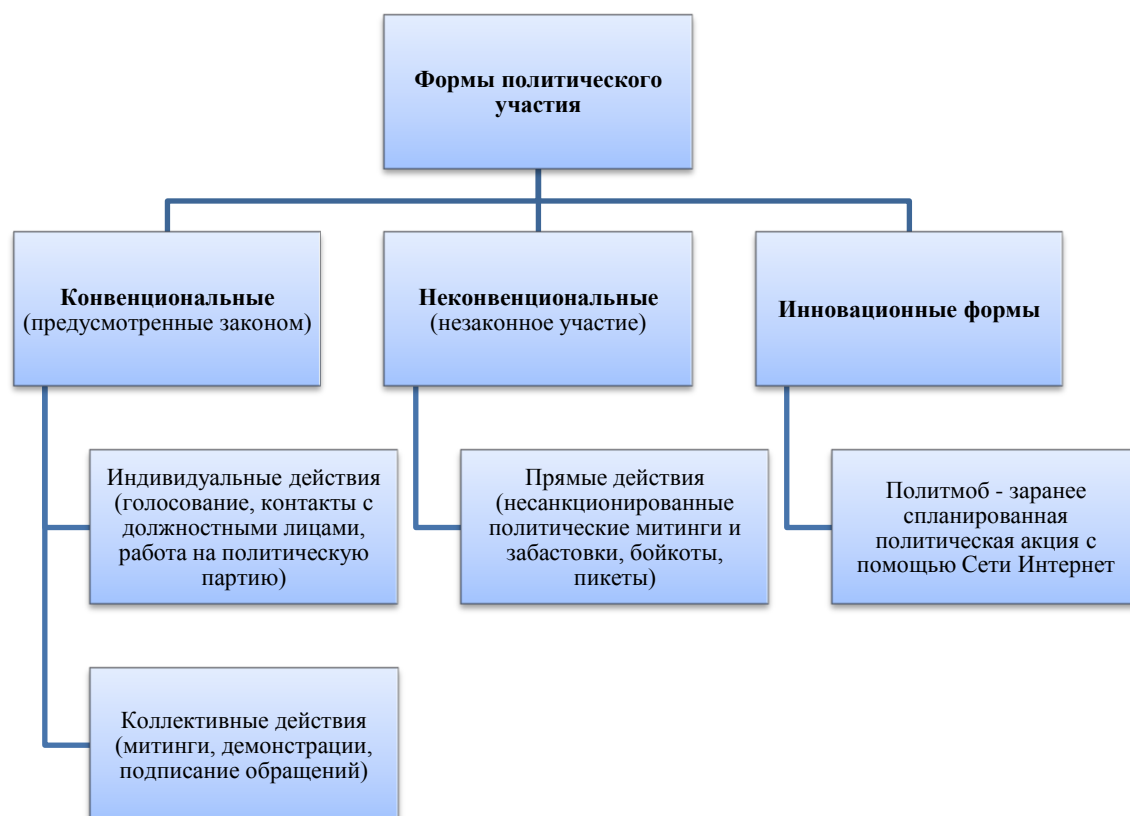 Формы политического
участия
Конвенциональные
(предусмотренные законом)
Неконвенциональные
(незаконное участие)
Инновационные формы
Индивидуальные действия
(голосование, контакты с
должностными лицами,
работа на политическую
партию)
Прямые действия
(несанкционированные
политические митинги и
забастовки, бойкоты,
пикеты)
Политмоб - заранее
спланированная
политическая акция с
помощью Сети Интернет
Коллективные действия
(митинги, демонстрации,
подписание обращений)